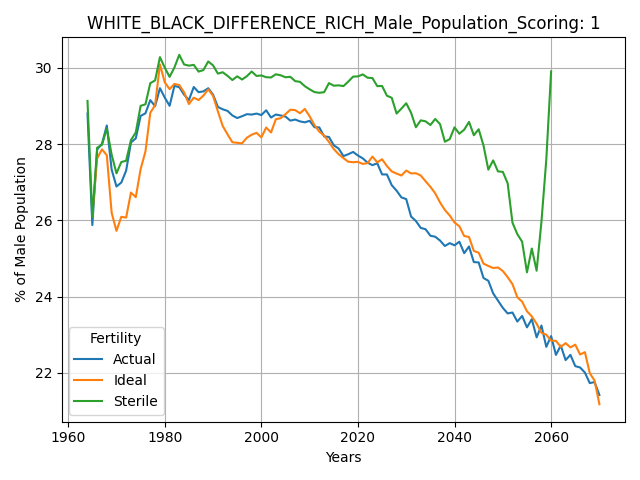 WHITE_BLACK_DIFFERENCE_RICH_Male_Population_Scoring: 1
% of Male Population
30
28
26
24
22
Fertility
Actual
Ideal
Sterile
1960 1980 2000 2020 2040 2060
Years